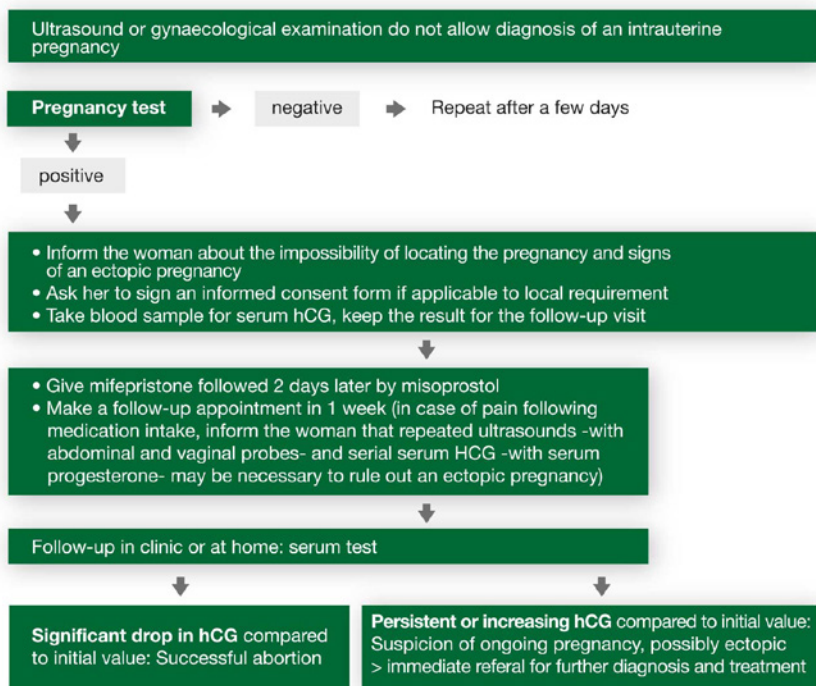 Ultrasound or gynaecological examination do not allow diagnosis of an intrauterine
pregnancy
Pregnancy test
negative
Repeat after a few days
positive
• Inform the woman about the impossibility of locating the pregnancy and signs
of an ectopic pregnancy
• Ask her to sign an informed consent form if applicable to local requirement
• Take blood sample for serum hCG, keep the result for the follow-up visit
• Give mifepristone followed 2 days later by misoprostol
• Make a follow-up appointment in 1 week (in case of pain following
medication intake, inform the woman that repeated ultrasounds -with
abdominal and vaginal probes- and serial serum HCG -with serum
progesterone- may be necessary to rule out an ectopic pregnancy)
Follow-up in clinic or at home: serum test
Significant drop in hCG compared
to initial value: Successful abortion
Persistent or increasing hCG compared to initial value:
Suspicion of ongoing pregnancy, possibly ectopic
> immediate referal for further diagnosis and treatment